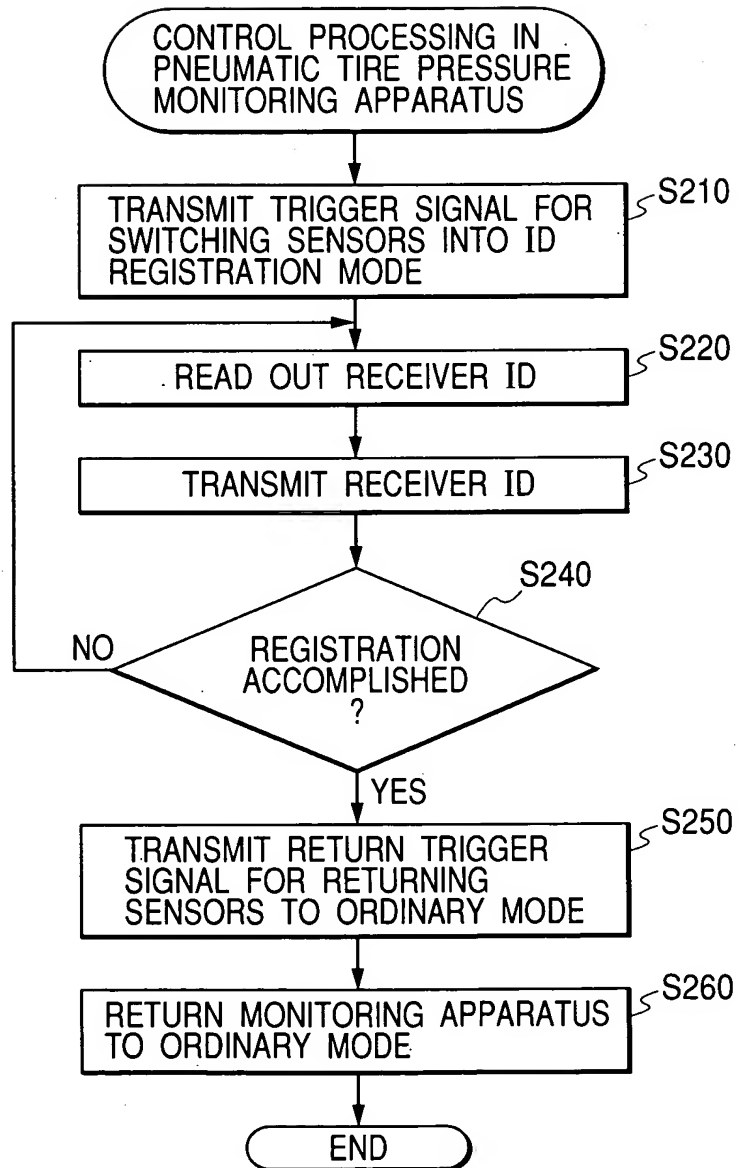 CONTROL PROCESSING IN
PNEUMATIC TIRE PRESSURE
MONITORING APPARATUS
S210
TRANSMIT TRIGGER SIGNAL FOR
SWITCHING SENSORS INTO ID
REGISTRATION MODE
S220
READ OUT RECEIVER ID
S230
TRANSMIT RECEIVER ID
S240
NO
REGISTRATION
ACCOMPLISHED
?
YES
S250
TRANSMIT RETURN TRIGGER
SIGNAL FOR RETURNING
SENSORS TO ORDINARY MODE
S260
RETURN MONITORING APPARATUS
TO ORDINARY MODE
END